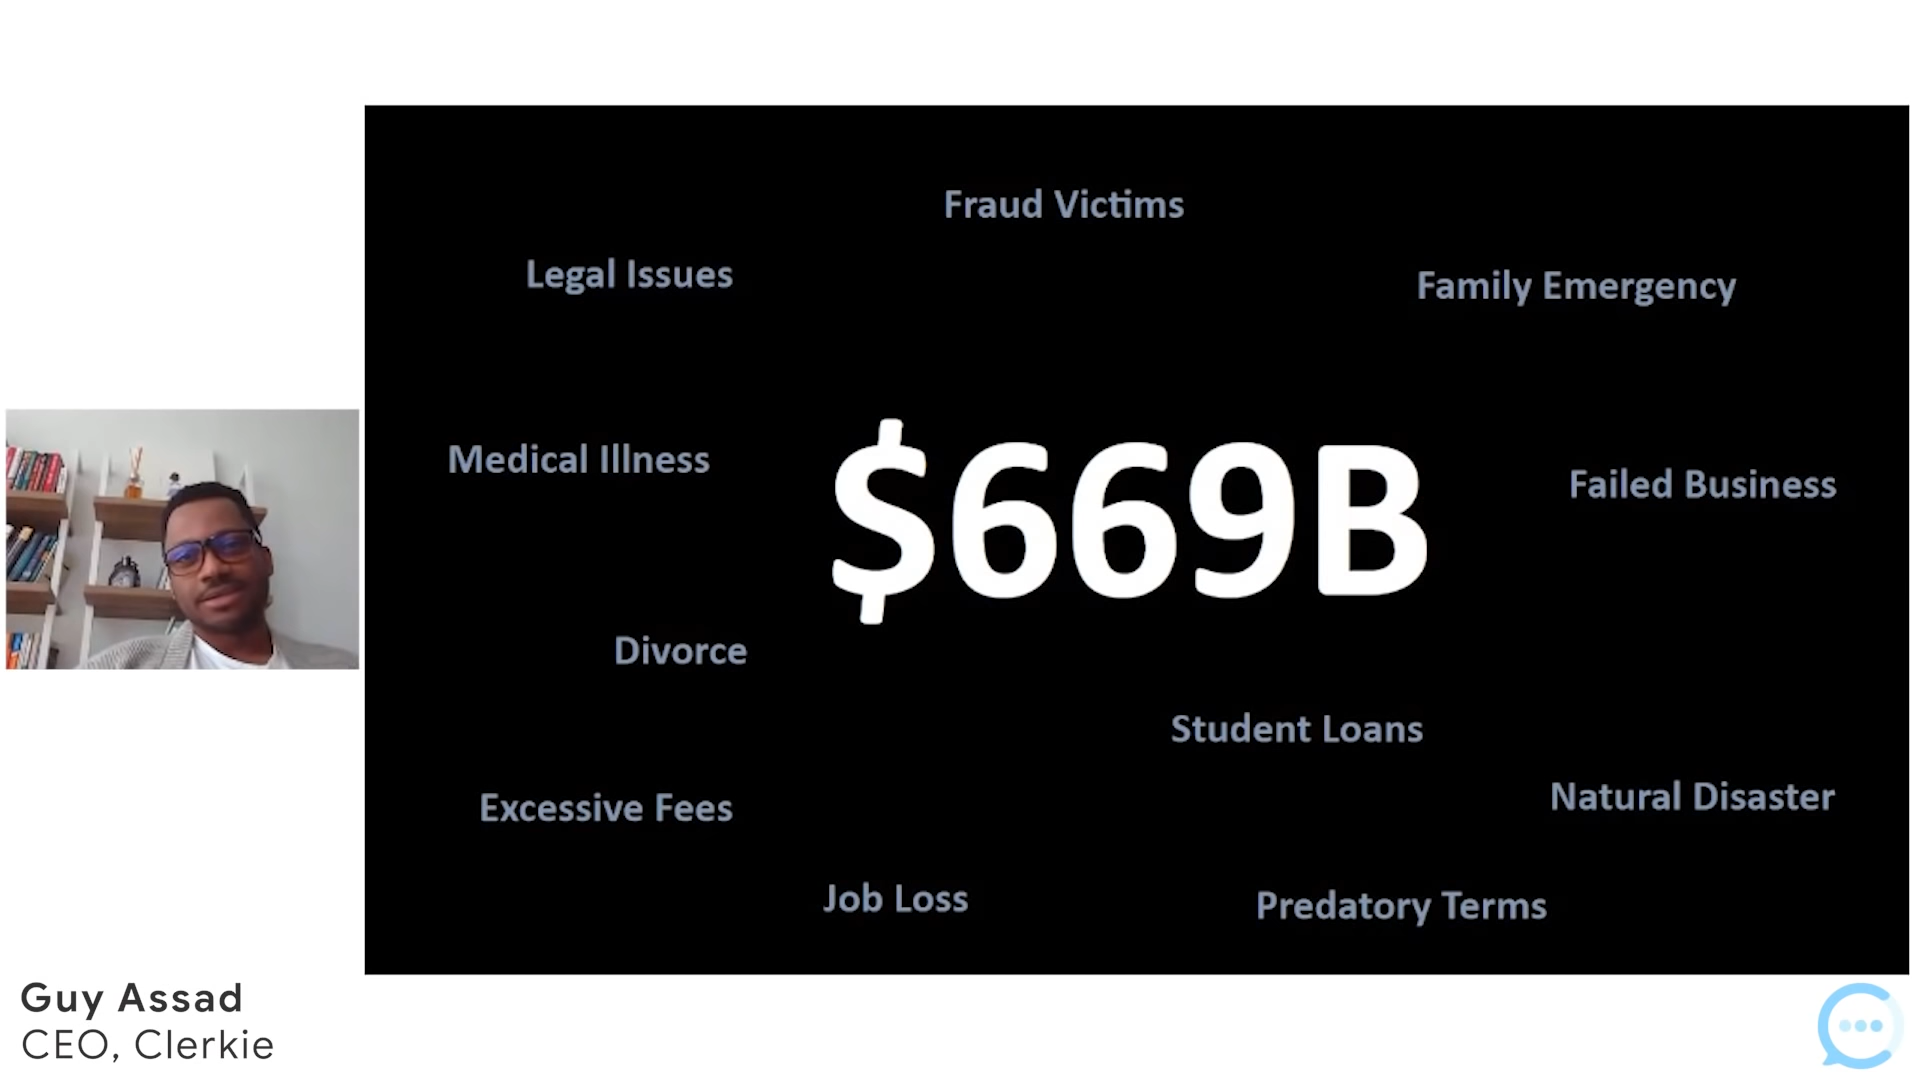 Fraud Victims
Legal Issues
Family Emergency
Medical Illness
$669B
Failed Business
Divorce
Student Loans
Natural Disaster
Excessive Fees
Job Loss
Predatory Terms
Guy Assad
CEO, Clerkie